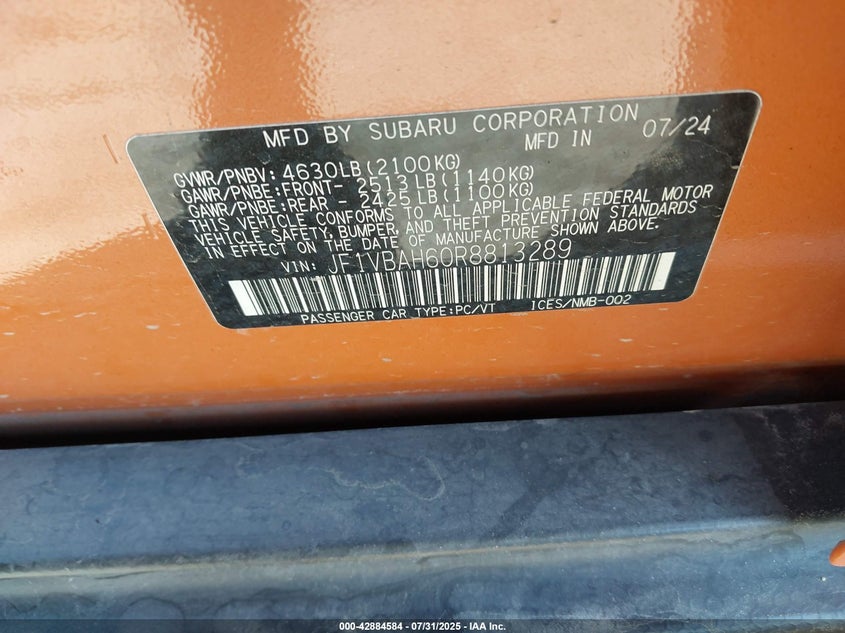 MFD BY SUBARU CORPORATION
MFD IN 07/24
GVWR/PNBV: 4630LB(2100KG)
GAWR/PNBE:FRONT- 2513LB(1140KG)
GAWR/PNBE:REAR - 2425LB(1100KG)
THIS VEHICLE CONFORMS TO ALL APPLICABLE FEDERAL MOTOR
VEHICLE SAFETY, BUMPER, AND THEFT PREVENTION STANDARDS
IN EFFECT ON THE DATE OF MANUFACTURE SHOWN ABOVE.
VIN: JF1VBAH60R8813289
PASSENGER CAR TYPE:PC/VT ICES/NMB-002
000-42884584 / 07/31/2025 - IAA Inc.